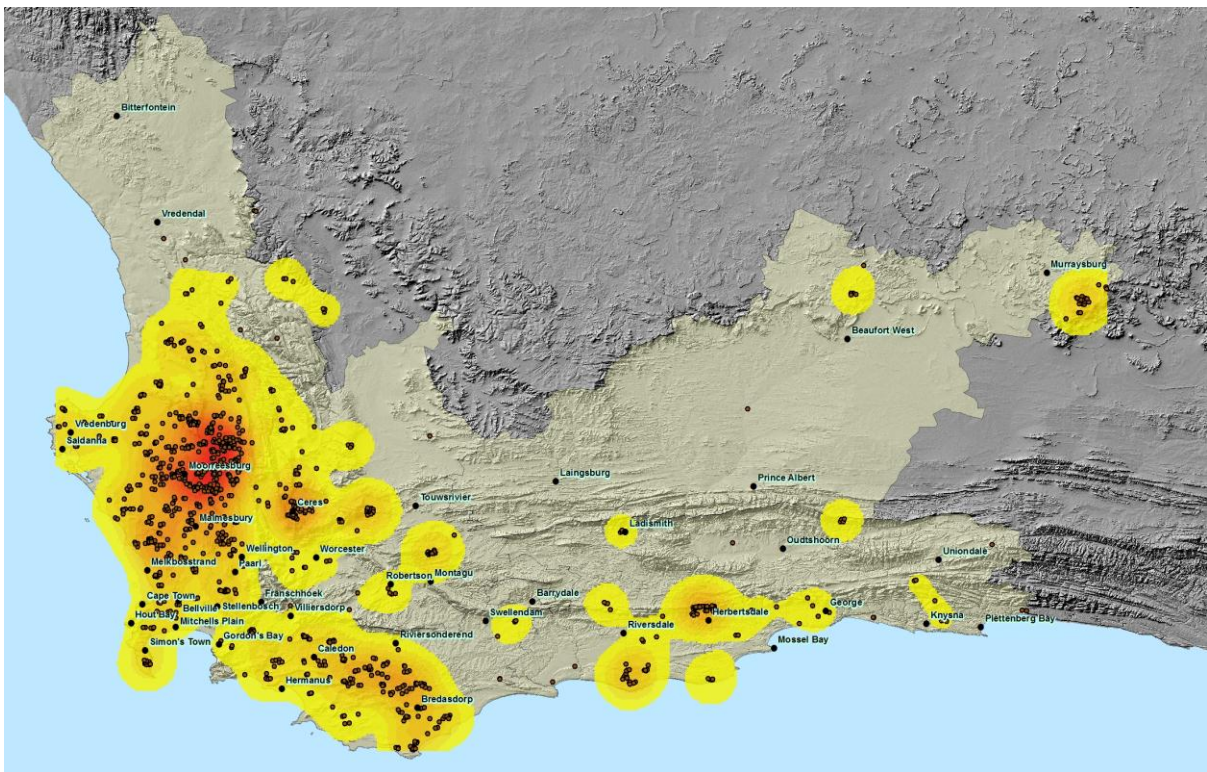 Bitterfontein
Vredendal
Murraysburg
Beaufort West
Vredenburg
Saldanha
Moorreesburg
Laingsburg
Prince Albert
Ceres
Touwsrivier
Malmesbury
Ladismith
Oudtshoorn
Wellington
Worcester
Uniondale
Melkbosstrand
Paarl
Robertson
Montagu
Cape Town
Franschhoek
Barrydale
Bellville
Stellenbosch
Villiersdorp
George
Hout Bay
Mitchells Plain
Swellendam
Herbertsdale
Knysna
Plettenberg Bay
Riversdale
Gordon's Bay
Simon's Town
Riviersonderend
Mossel Bay
Caledon
Hermanus
Bredasdorp